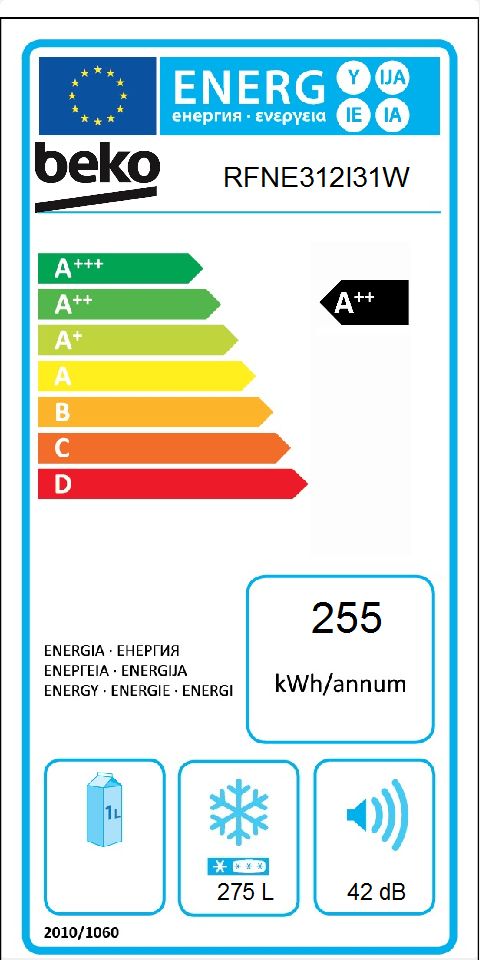 ENERG Y IJA
енергия · ενεργεια IE IA
beko
RFNE312I31W
A+++
A++
A++
A+
A
B
C
D
255
kWh/annum
ENERGIA · ЕНЕРГИЯ
ΕΝΕΡΓΕΙΑ · ENERGIJA
ENERGY · ENERGIE · ENERGI
1L
275 L
42 dB
2010/1060